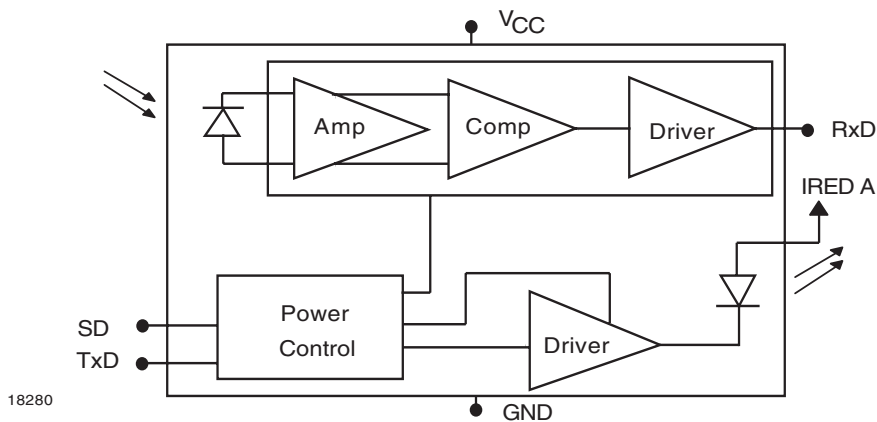 VCC
Amp
Comp
Driver
RxD
IRED A
Power
Control
SD
TxD
Driver
18280
GND